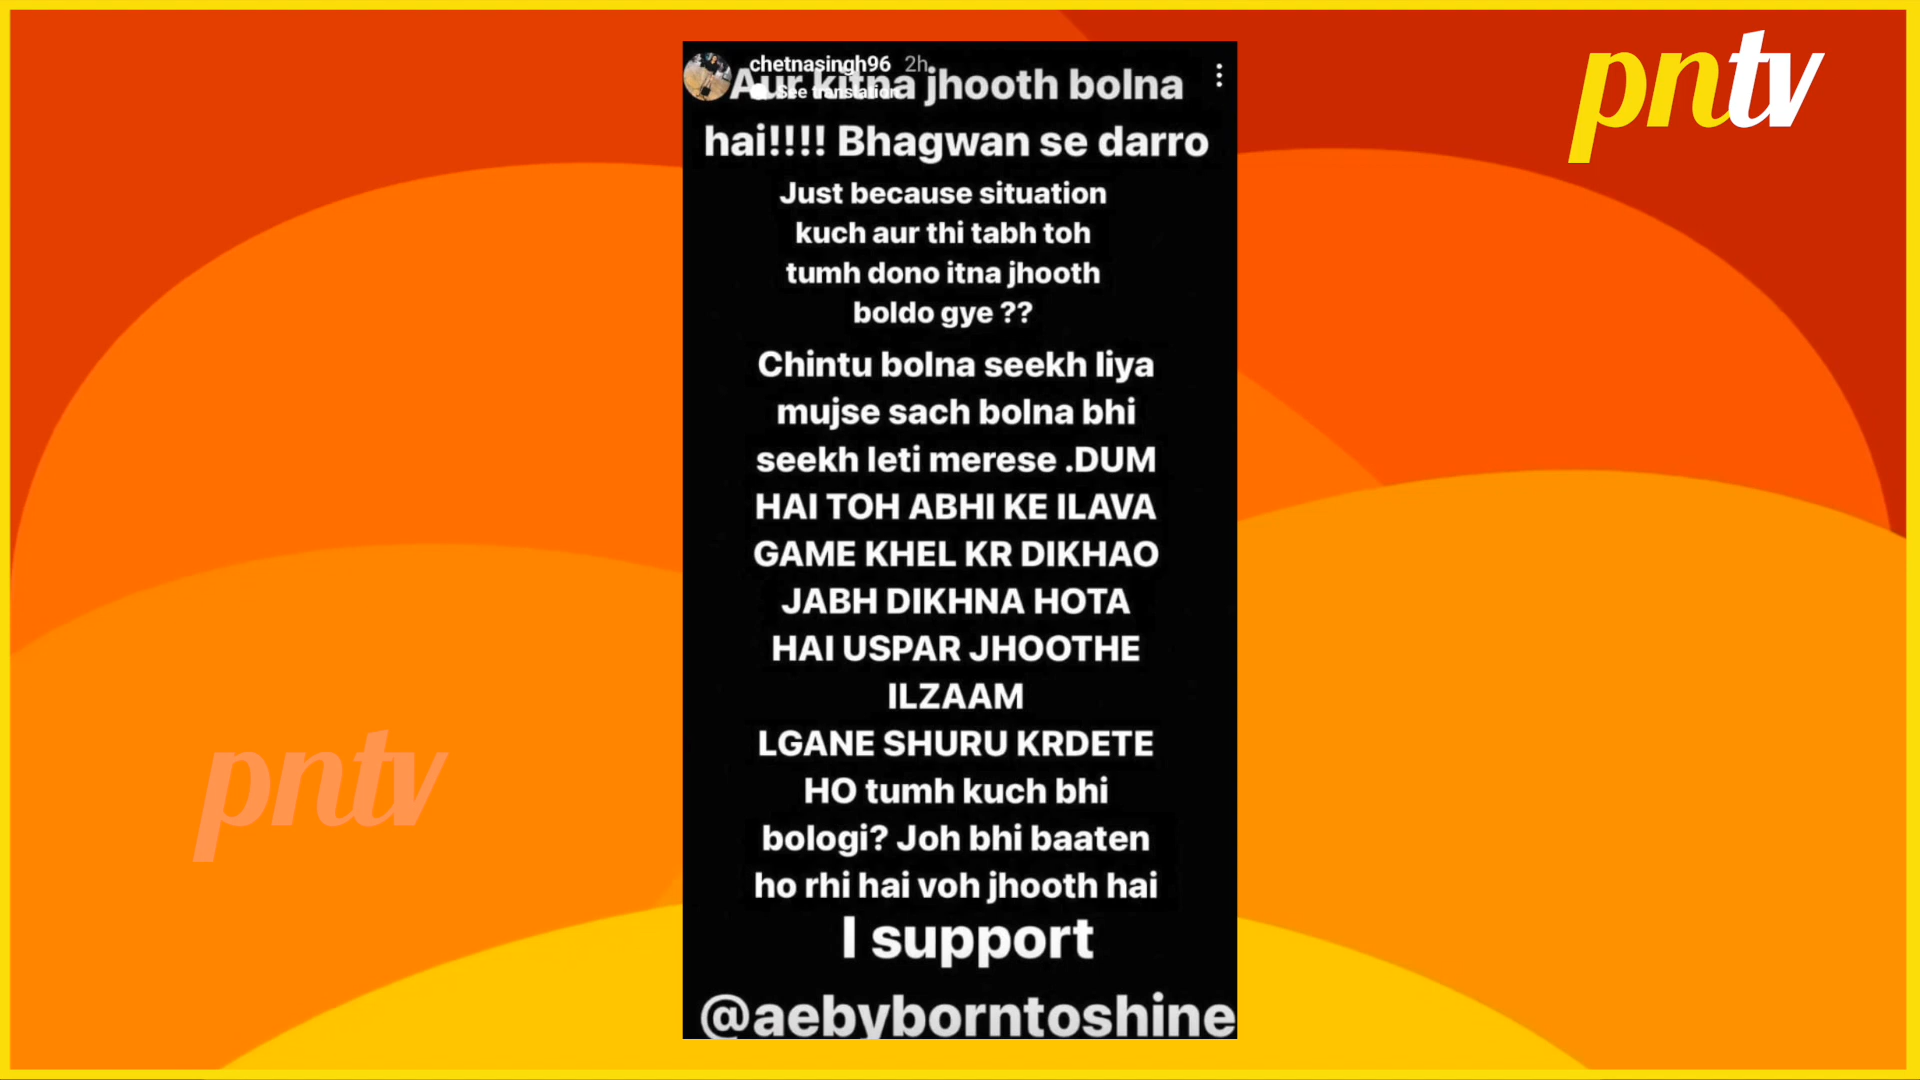 pntv
chetnasingh96 2h
See translation
Aur kitna jhooth bolna
hai!!!! Bhagwan se darro
Just because situation
kuch aur thi tabh toh
tumh dono itna jhooth
boldo gye ??
Chintu bolna seekh liya
mujse sach bolna bhi
seekh leti merese .DUM
HAI TOH ABHI KE ILAVA
GAME KHEL KR DIKHAO
JABH DIKHNA HOTA
HAI USPAR JHOOTHE
ILZAAM
LGANE SHURU KRDETE
HO tumh kuch bhi
bologi? Joh bhi baaten
ho rhi hai voh jhooth hai
I support
@aebyborntoshine
pntv